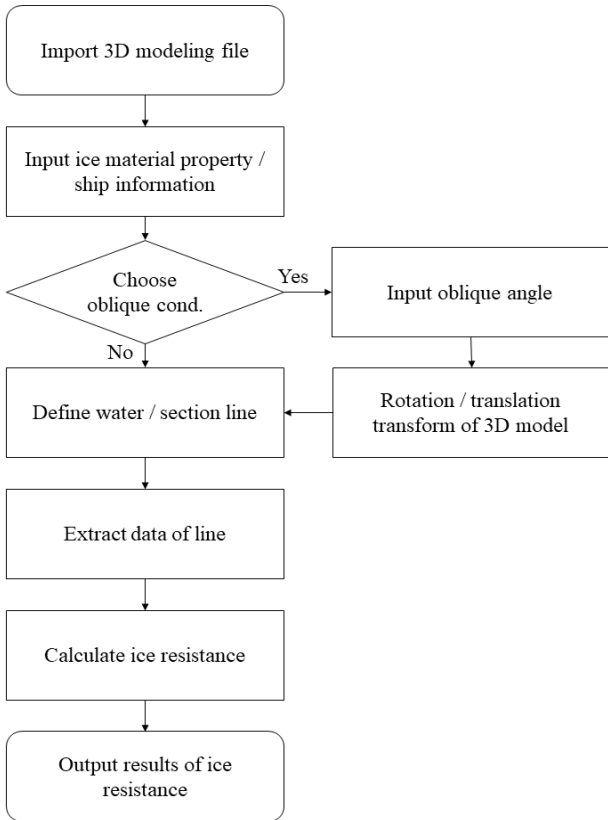 Import 3D modeling file
Input ice material property /
ship information
Choose
oblique cond.
Yes
Input oblique angle
No
Define water / section line
Rotation / translation
transform of 3D model
Extract data of line
Calculate ice resistance
Output results of ice
resistance